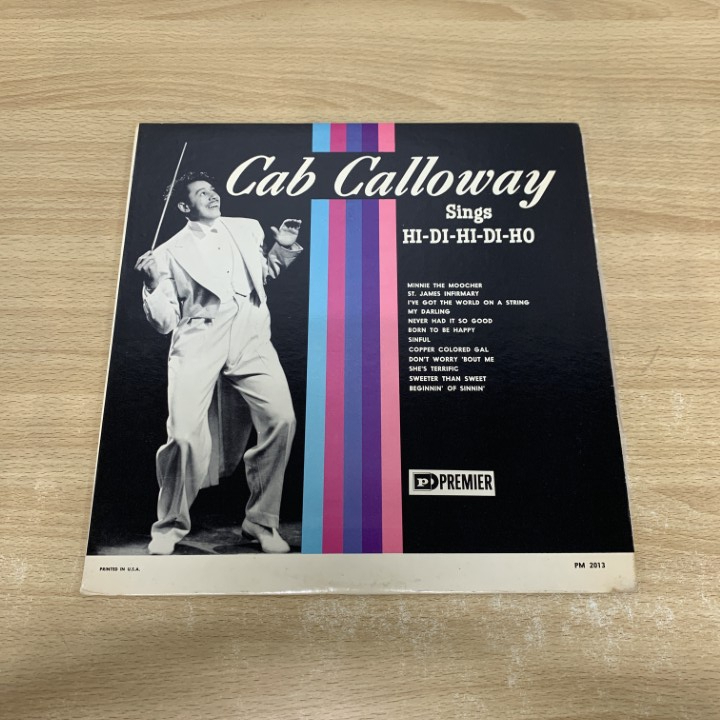 Cab Calloway
Sings
HI-DI-HI-DI-HO
MINNIE THE MOOCHER
ST. JAMES INFIRMARY
I'VE GOT THE WORLD ON A STRING
MY DARLING
NEVER HAD IT SO GOOD
BORN TO BE HAPPY
SINFUL
COPPER COLORED GAL
DON'T WORRY 'BOUT ME
SHE'S TERRIFIC
SWEETER THAN SWEET
BEGINNIN' OF SINNIN'
P PREMIER
PRINTED IN U.S.A.
PM 2013